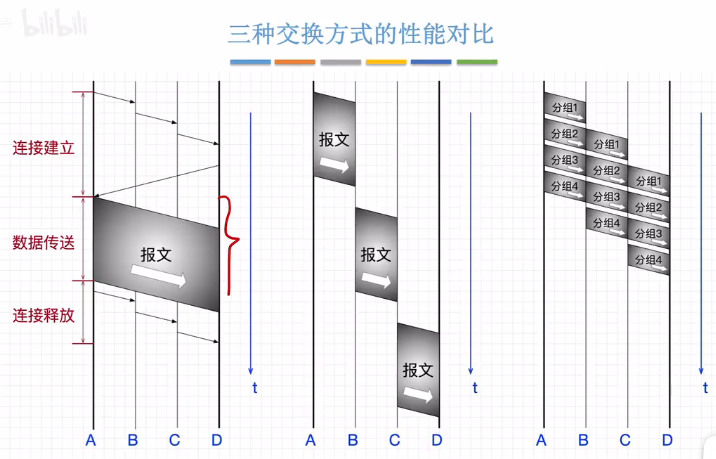 bilibili
三种交换方式的性能对比
连接建立
数据传送
连接释放
报文
t
A B C D
报文
报文
报文
t
A B C D
分组1
分组2 分组1
分组3 分组2 分组1
分组4 分组3 分组2
分组4 分组3
分组4
t
A B C D